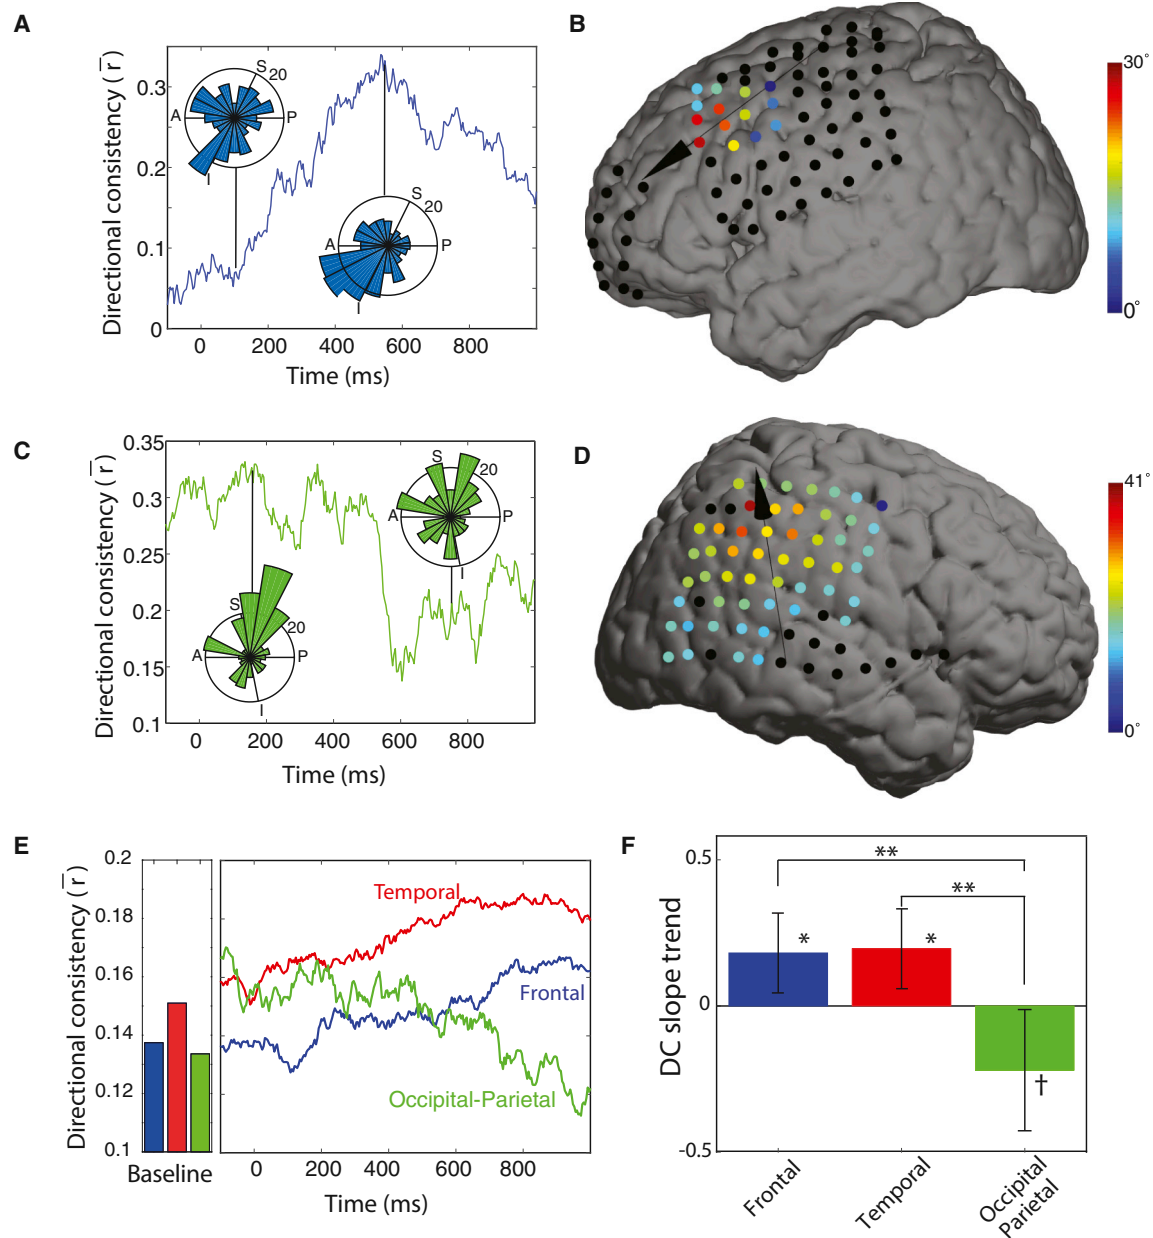 A
Directional consistency ( r̄ )
0.3
0.2
0.1
0
0 200 400 600 800
Time (ms)
S 20
A P
I
S 20
A P
I
B
30°
0°
C
Directional consistency ( r̄ )
0.35
0.3
0.25
0.2
0.15
0.1
0 200 400 600 800
Time (ms)
S 20
A P
I
S 20
A P
I
D
41°
0°
E
Directional consistency ( r̄ )
0.2
0.18
0.16
0.14
0.12
0.1
Baseline
Temporal
Frontal
Occipital-Parietal
0 200 400 600 800
Time (ms)
F
DC slope trend
0.5
0
-0.5
**
**
*
*
†
Frontal
Temporal
Occipital
Parietal